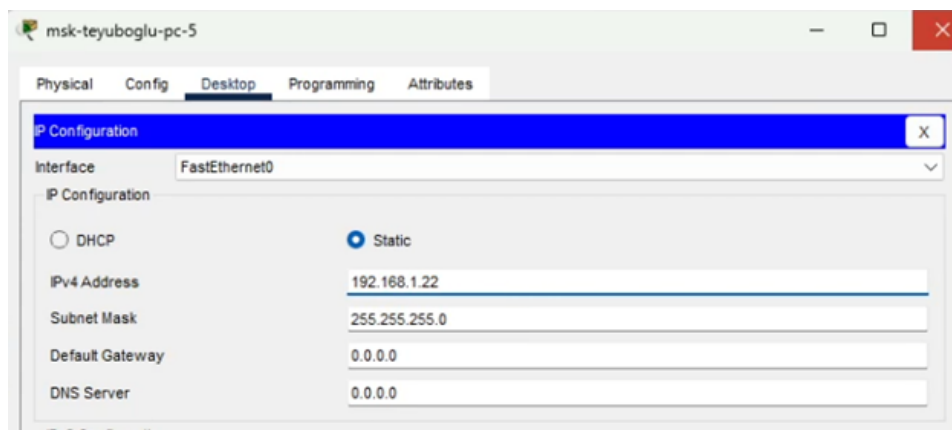 msk-teyuboglu-pc-5
Physical Config Desktop Programming Attributes
IP Configuration X
Interface FastEthernet0
IP Configuration
DHCP Static
IPv4 Address 192.168.1.22
Subnet Mask 255.255.255.0
Default Gateway 0.0.0.0
DNS Server 0.0.0.0